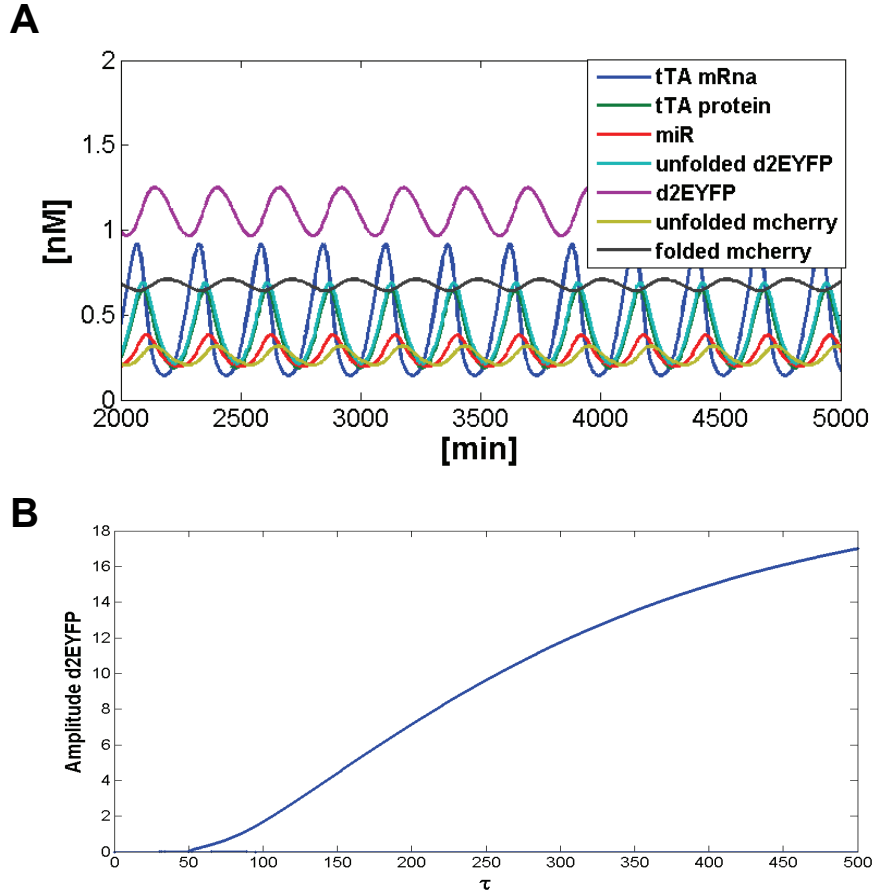 A
2
1.5
1
0.5
0
[nM]
2000 2500 3000 3500 4000 4500 5000
[min]
tTA mRna
tTA protein
miR
unfolded d2EYFP
d2EYFP
unfolded mcherry
folded mcherry
B
18
16
14
12
10
8
6
4
2
0
Amplitude d2EYFP
0 50 100 150 200 250 300 350 400 450 500
τ